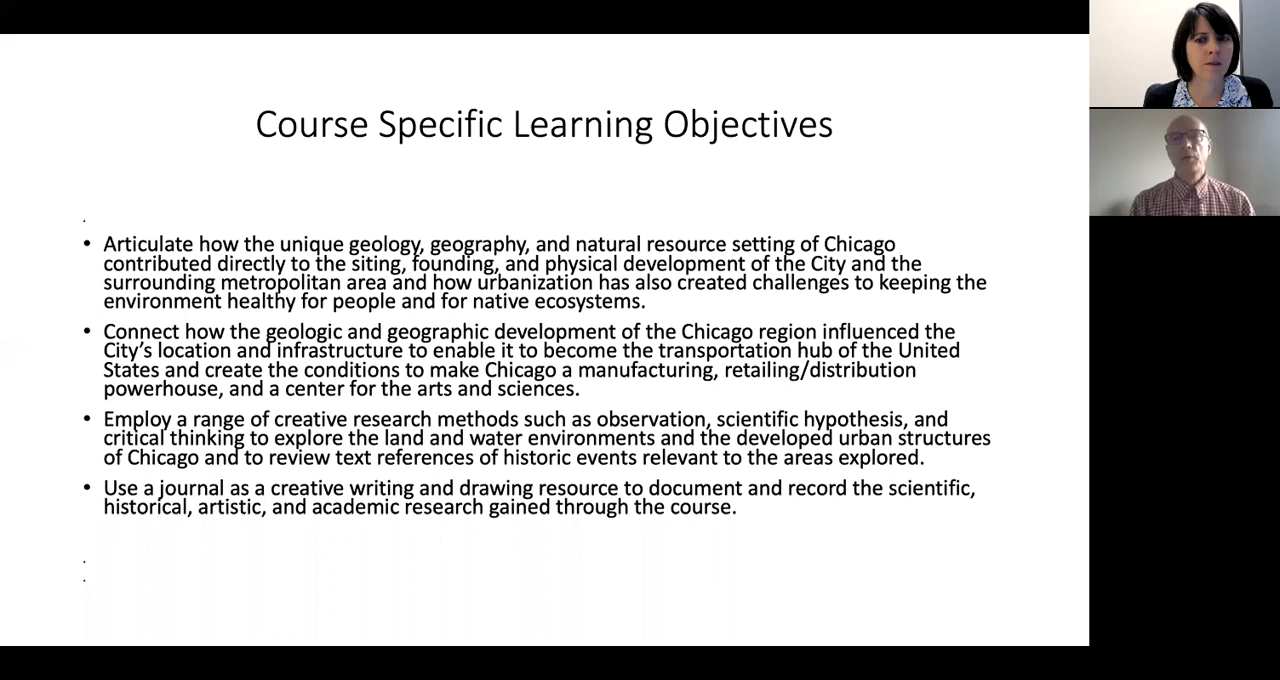 Course Specific Learning Objectives
• Articulate how the unique geology, geography, and natural resource setting of Chicago
contributed directly to the siting, founding, and physical development of the City and the
surrounding metropolitan area and how urbanization has also created challenges to keeping the
environment healthy for people and for native ecosystems.
• Connect how the geologic and geographic development of the Chicago region influenced the
City’s location and infrastructure to enable it to become the transportation hub of the United
States and create the conditions to make Chicago a manufacturing, retailing/distribution
powerhouse, and a center for the arts and sciences.
• Employ a range of creative research methods such as observation, scientific hypothesis, and
critical thinking to explore the land and water environments and the developed urban structures
of Chicago and to review text references of historic events relevant to the areas explored.
• Use a journal as a creative writing and drawing resource to document and record the scientific,
historical, artistic, and academic research gained through the course.